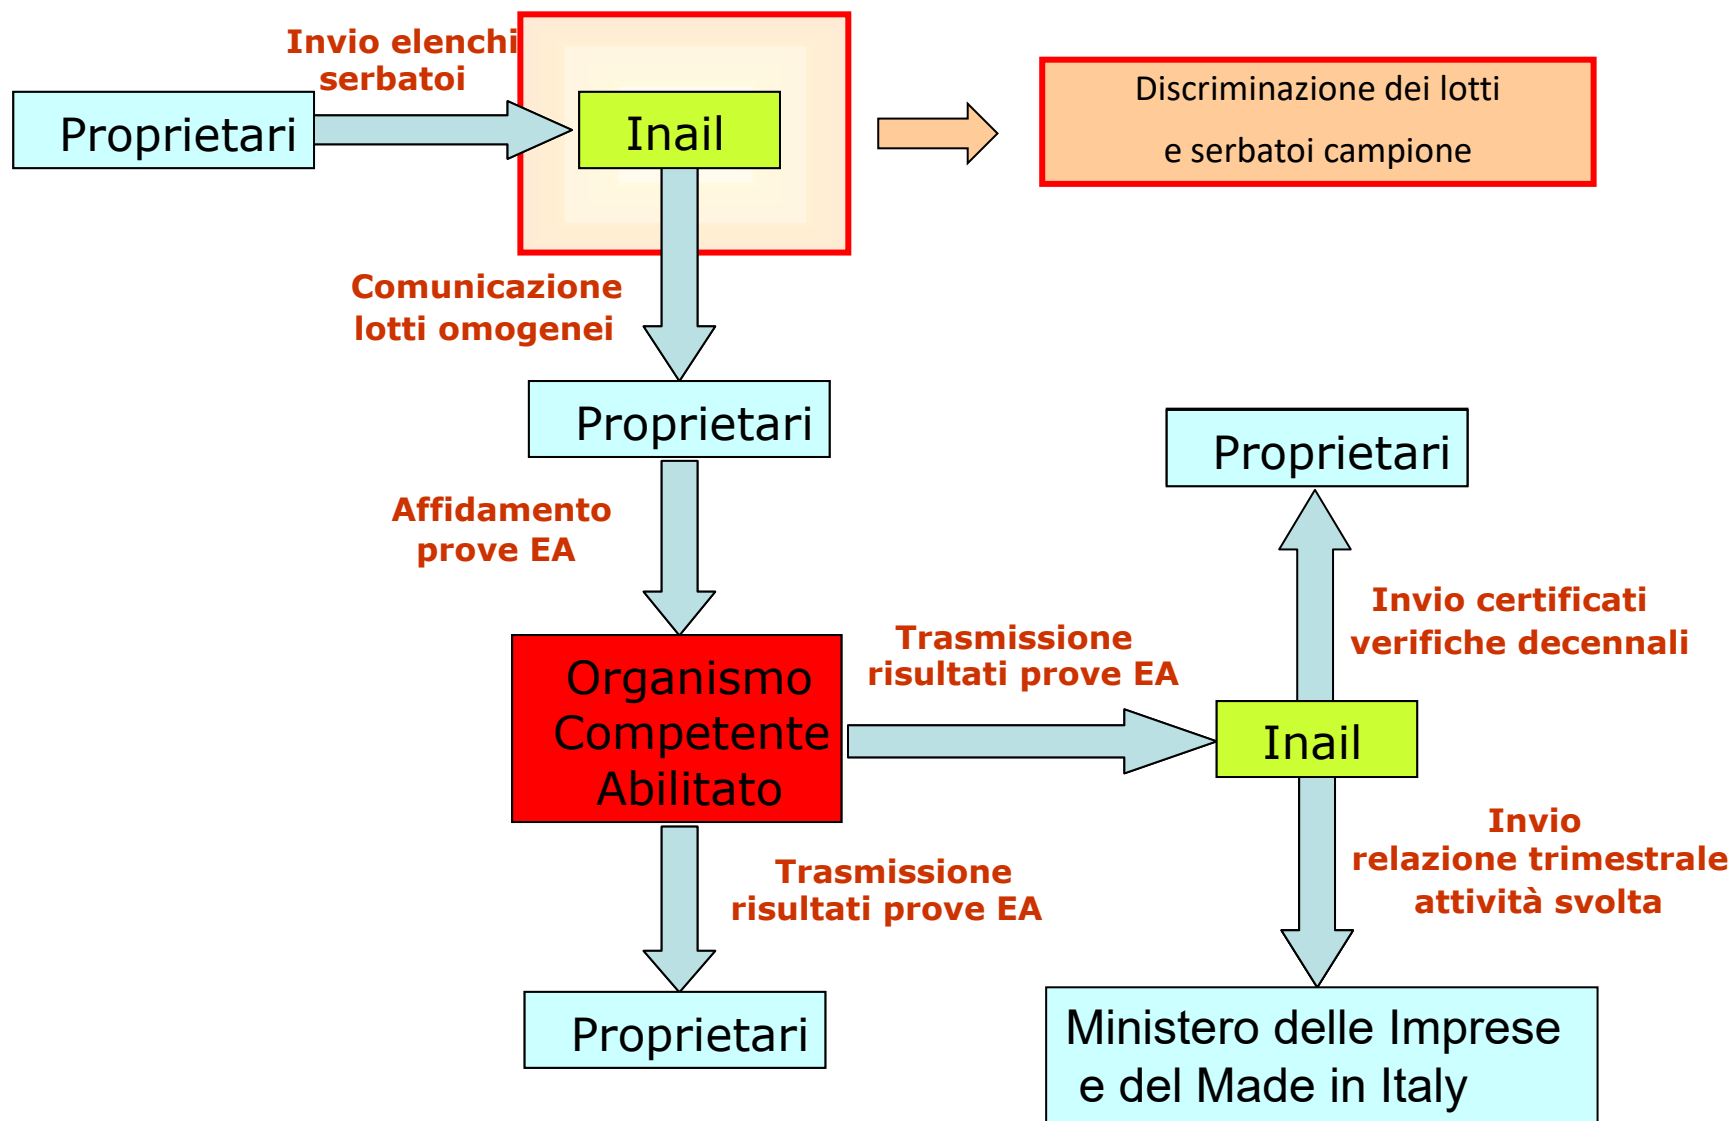 Invio elenchi
serbatoi
Proprietari
Inail
Discriminazione dei lotti
e serbatoi campione
Comunicazione
lotti omogenei
Proprietari
Proprietari
Affidamento
prove EA
Invio certificati
verifiche decennali
Trasmissione
risultati prove EA
Organismo
Competente
Abilitato
Inail
Invio
relazione trimestrale
attività svolta
Trasmissione
risultati prove EA
Proprietari
Ministero delle Imprese
e del Made in Italy